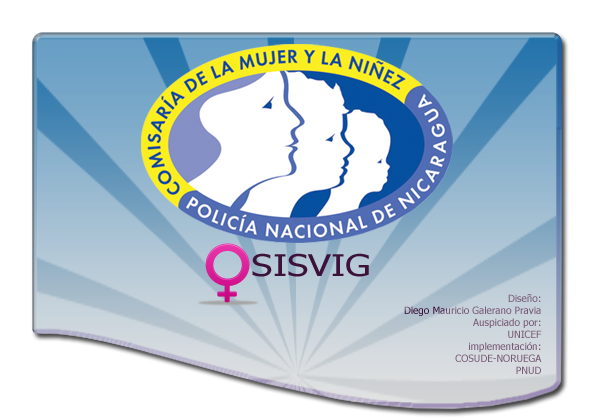 COMISARÍA DE LA MUJER Y LA NIÑEZ
POLICÍA NACIONAL DE NICARAGUA
SISVIG
Diseño:
Diego Mauricio Galerano Pravia
Auspiciado por:
UNICEF
implementación:
COSUDE-NORUEGA
PNUD